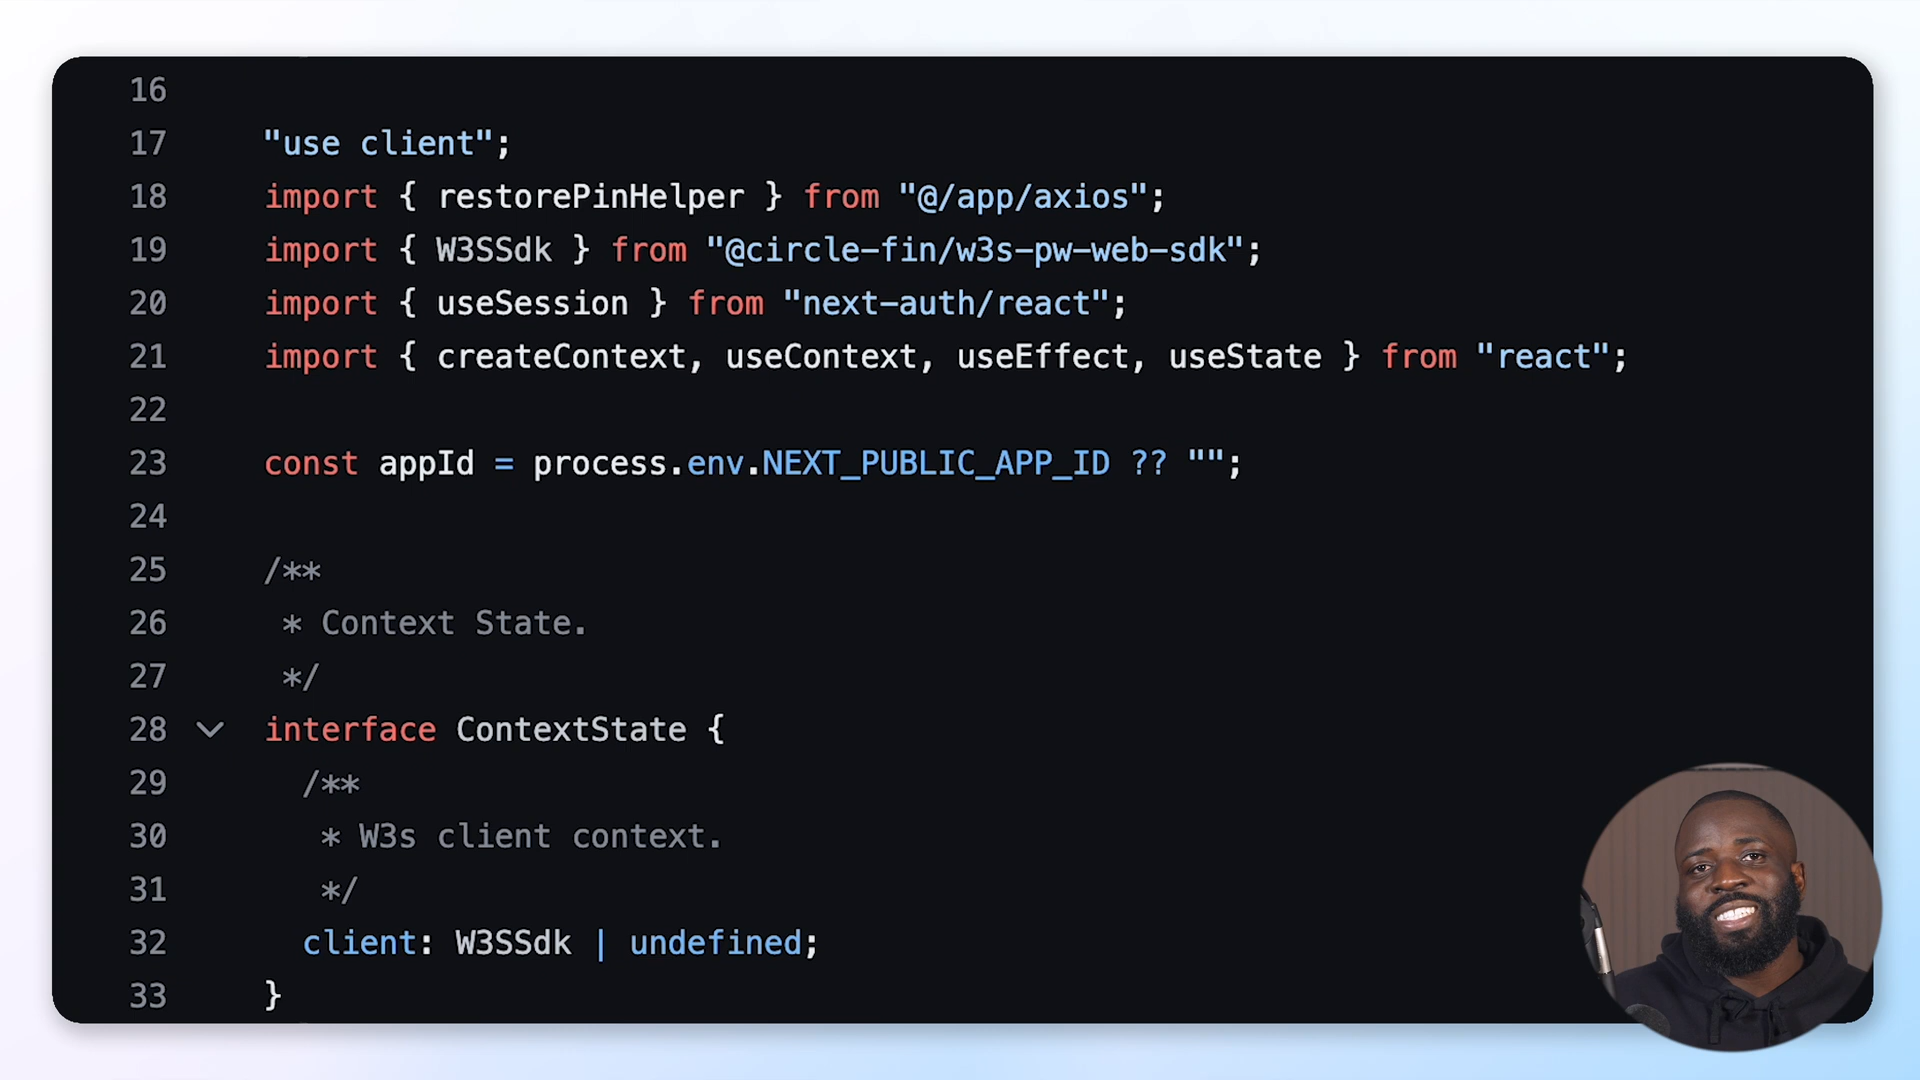 16
17 "use client";
18 import { restorePinHelper } from "@/app/axios";
19 import { W3SSdk } from "@circle-fin/w3s-pw-web-sdk";
20 import { useSession } from "next-auth/react";
21 import { createContext, useContext, useEffect, useState } from "react";
22
23 const appId = process.env.NEXT_PUBLIC_APP_ID ?? "";
24
25 /**
26  * Context State.
27  */
28 interface ContextState {
29   /**
30    * W3s client context.
31    */
32   client: W3SSdk | undefined;
33 }